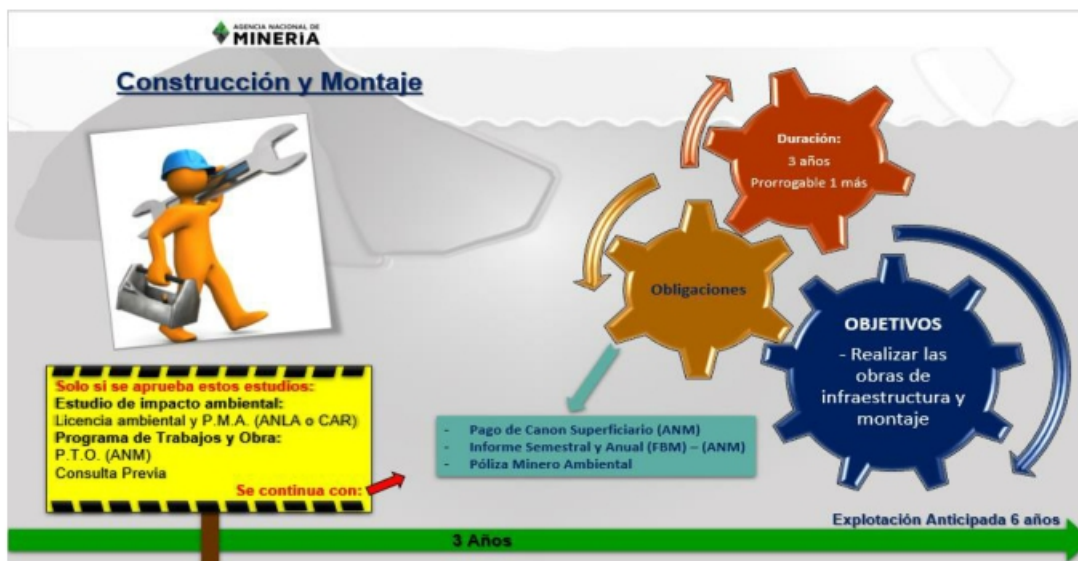 AGENCIA NACIONAL DE
MINERÍA
Construcción y Montaje
Duración:
3 años
Prorrogable 1 más
Obligaciones
OBJETIVOS
- Realizar las
obras de
infraestructura y
montaje
Solo si se aprueba estos estudios:
Estudio de impacto ambiental:
Licencia ambiental y P.M.A. (ANLA o CAR)
Programa de Trabajos y Obra:
P.T.O. (ANM)
Consulta Previa
Se continua con:
- Pago de Canon Superficiario (ANM)
- Informe Semestral y Anual (FBM) – (ANM)
- Póliza Minero Ambiental
Explotación Anticipada 6 años
3 Años